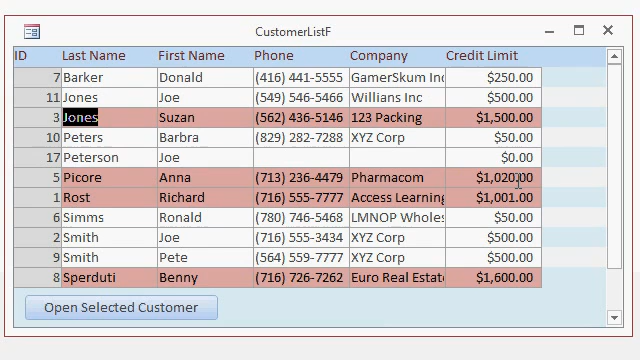 CustomerListF
ID Last Name First Name Phone Company Credit Limit
7 Barker Donald (416) 441-5555 GamerSkum Inc $250.00
11 Jones Joe (549) 546-5466 Willians Inc $500.00
3 Jones Suzan (562) 436-5146 123 Packing $1,500.00
10 Peters Barbra (829) 282-7288 XYZ Corp $50.00
17 Peterson Joe $0.00
5 Picore Anna (713) 236-4479 Pharmacom $1,020.00
1 Rost Richard (716) 555-7777 Access Learning $1,001.00
6 Simms Ronald (780) 746-5468 LMNOP Wholes $50.00
2 Smith Joe (716) 555-3434 XYZ Corp $500.00
9 Smith Pete (564) 559-7777 XYZ Corp $500.00
8 Sperduti Benny (716) 726-7262 Euro Real Estate $1,600.00
Open Selected Customer